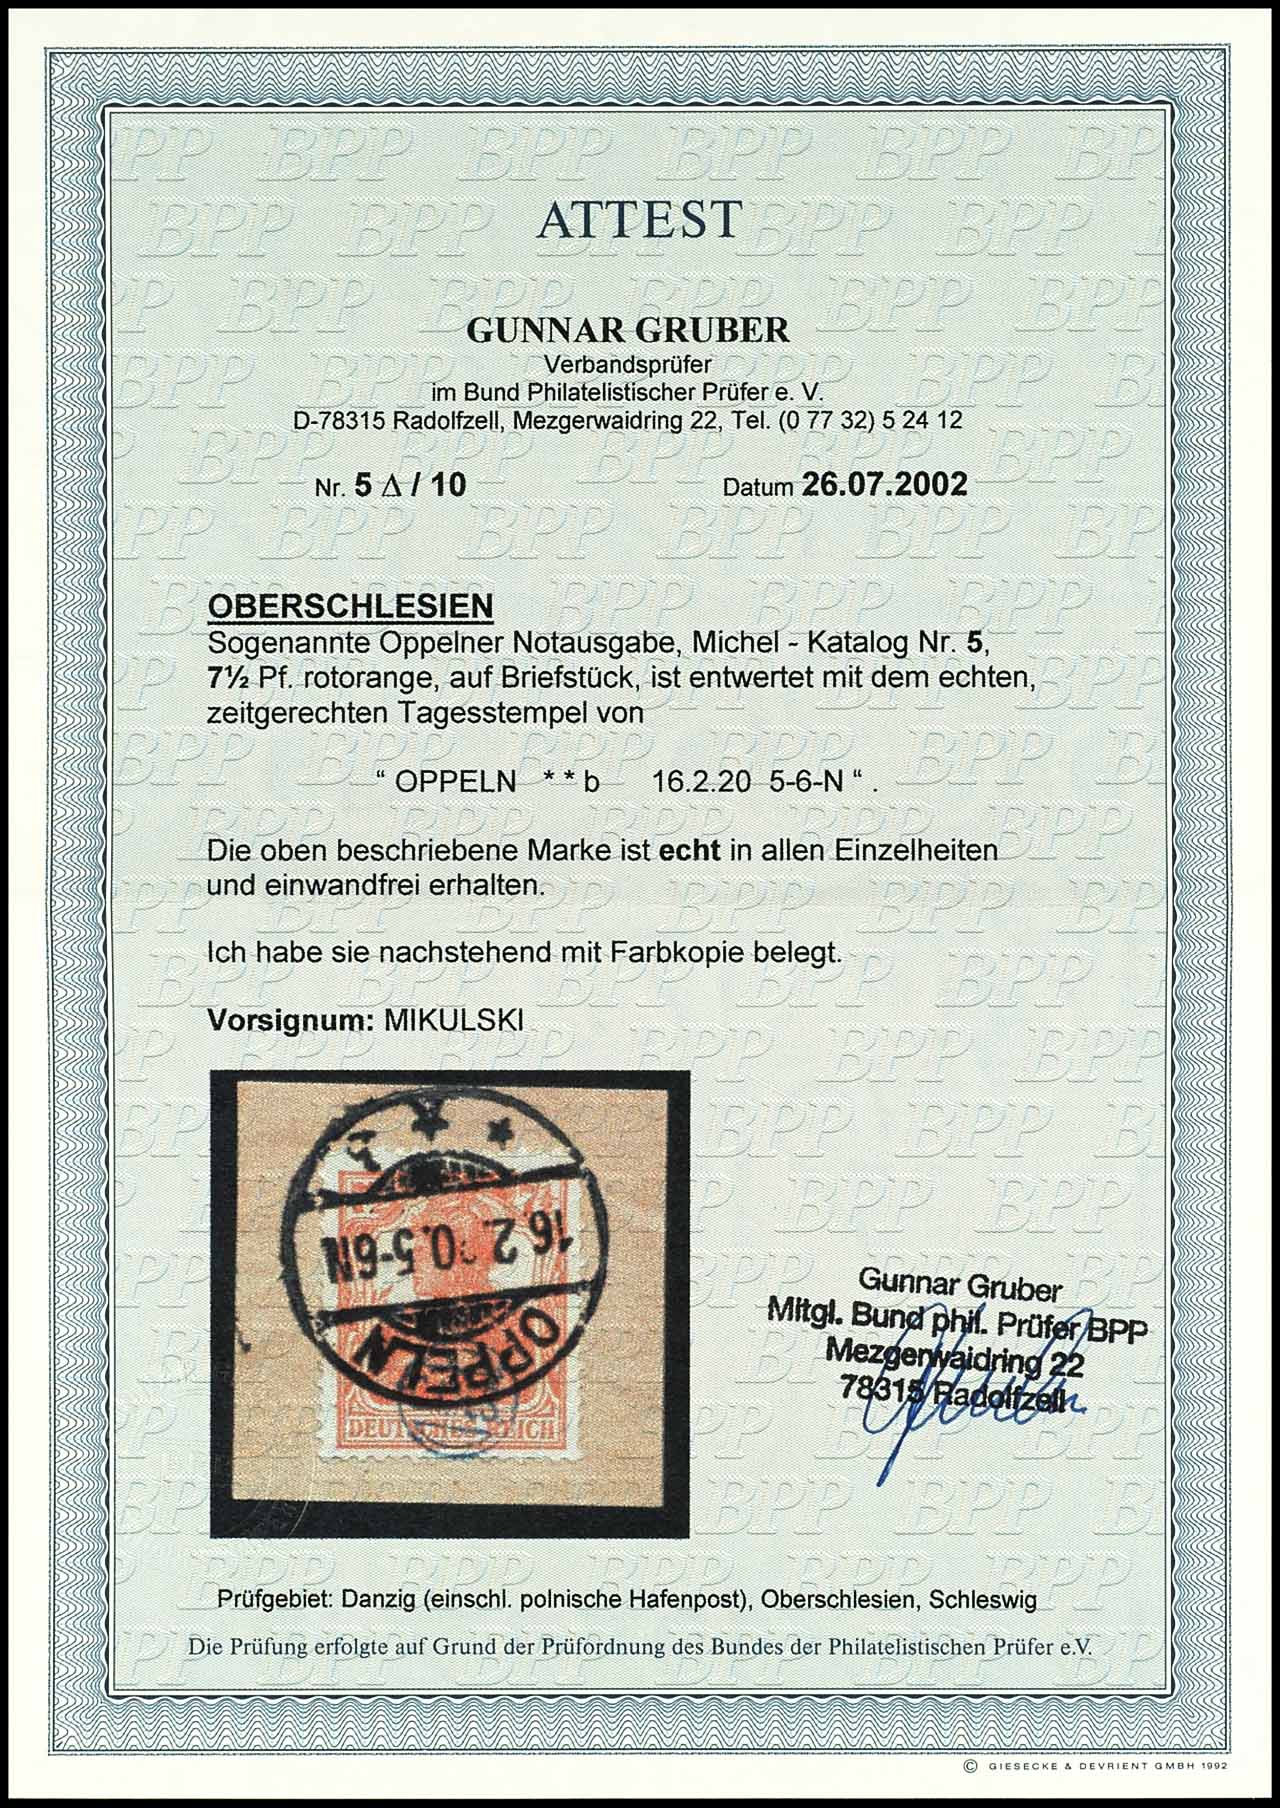 ATTEST
GUNNAR GRUBER
Verbandsprüfer
im Bund Philatelistischer Prüfer e. V.
D-78315 Radolfzell, Mezgerwaidring 22, Tel. (0 77 32) 5 24 12
Nr. 5 Δ / 10 Datum 26.07.2002
OBERSCHLESIEN
Sogenannte Oppelner Notausgabe, Michel - Katalog Nr. 5,
7½ Pf. rotorange, auf Briefstück, ist entwertet mit dem echten,
zeitgerechten Tagesstempel von
“ OPPELN * * b 16.2.20 5-6-N “ .
Die oben beschriebene Marke ist echt in allen Einzelheiten
und einwandfrei erhalten.
Ich habe sie nachstehend mit Farbkopie belegt.
Vorsignum: MIKULSKI
16.2.20.5-6N
OPPELN
DEUTSCHES REICH
Gunnar Gruber
Mitgl. Bund phil. Prüfer BPP
Mezgerwaidring 22
78315 Radolfzell
Prüfgebiet: Danzig (einschl. polnische Hafenpost), Oberschlesien, Schleswig
Die Prüfung erfolgte auf Grund der Prüfordnung des Bundes der Philatelistischen Prüfer e.V.
© GIESECKE & DEVRIENT GMBH 1992